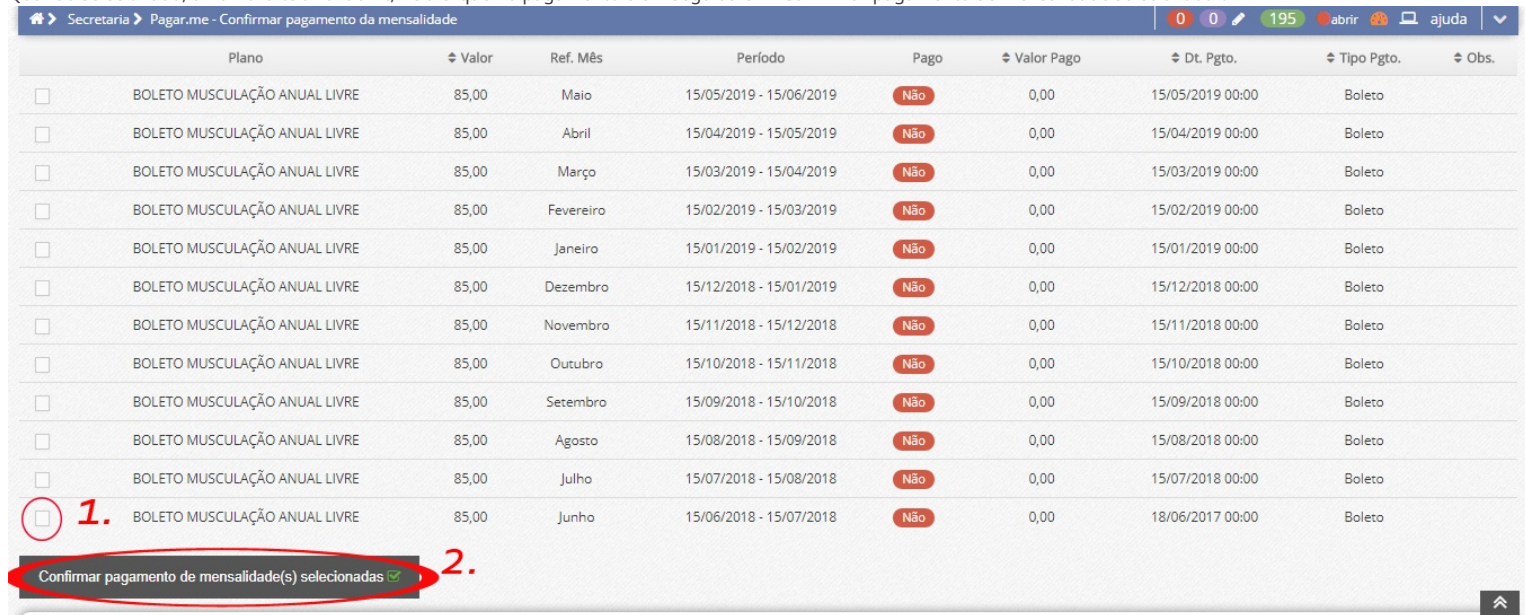 Secretaria Pagar.me - Confirmar pagamento da mensalidade 0 0 195 abrir ajuda
Plano Valor Ref. Mês Período Pago Valor Pago Dt. Pgto. Tipo Pgto. Obs.
BOLETO MUSCULAÇÃO ANUAL LIVRE 85,00 Maio 15/05/2019 - 15/06/2019 Não 0,00 15/05/2019 00:00 Boleto
BOLETO MUSCULAÇÃO ANUAL LIVRE 85,00 Abril 15/04/2019 - 15/05/2019 Não 0,00 15/04/2019 00:00 Boleto
BOLETO MUSCULAÇÃO ANUAL LIVRE 85,00 Março 15/03/2019 - 15/04/2019 Não 0,00 15/03/2019 00:00 Boleto
BOLETO MUSCULAÇÃO ANUAL LIVRE 85,00 Fevereiro 15/02/2019 - 15/03/2019 Não 0,00 15/02/2019 00:00 Boleto
BOLETO MUSCULAÇÃO ANUAL LIVRE 85,00 Janeiro 15/01/2019 - 15/02/2019 Não 0,00 15/01/2019 00:00 Boleto
BOLETO MUSCULAÇÃO ANUAL LIVRE 85,00 Dezembro 15/12/2018 - 15/01/2019 Não 0,00 15/12/2018 00:00 Boleto
BOLETO MUSCULAÇÃO ANUAL LIVRE 85,00 Novembro 15/11/2018 - 15/12/2018 Não 0,00 15/11/2018 00:00 Boleto
BOLETO MUSCULAÇÃO ANUAL LIVRE 85,00 Outubro 15/10/2018 - 15/11/2018 Não 0,00 15/10/2018 00:00 Boleto
BOLETO MUSCULAÇÃO ANUAL LIVRE 85,00 Setembro 15/09/2018 - 15/10/2018 Não 0,00 15/09/2018 00:00 Boleto
BOLETO MUSCULAÇÃO ANUAL LIVRE 85,00 Agosto 15/08/2018 - 15/09/2018 Não 0,00 15/08/2018 00:00 Boleto
BOLETO MUSCULAÇÃO ANUAL LIVRE 85,00 Julho 15/07/2018 - 15/08/2018 Não 0,00 15/07/2018 00:00 Boleto
1. BOLETO MUSCULAÇÃO ANUAL LIVRE 85,00 Junho 15/06/2018 - 15/07/2018 Não 0,00 18/06/2017 00:00 Boleto
Confirmar pagamento de mensalidade(s) selecionadas 2.